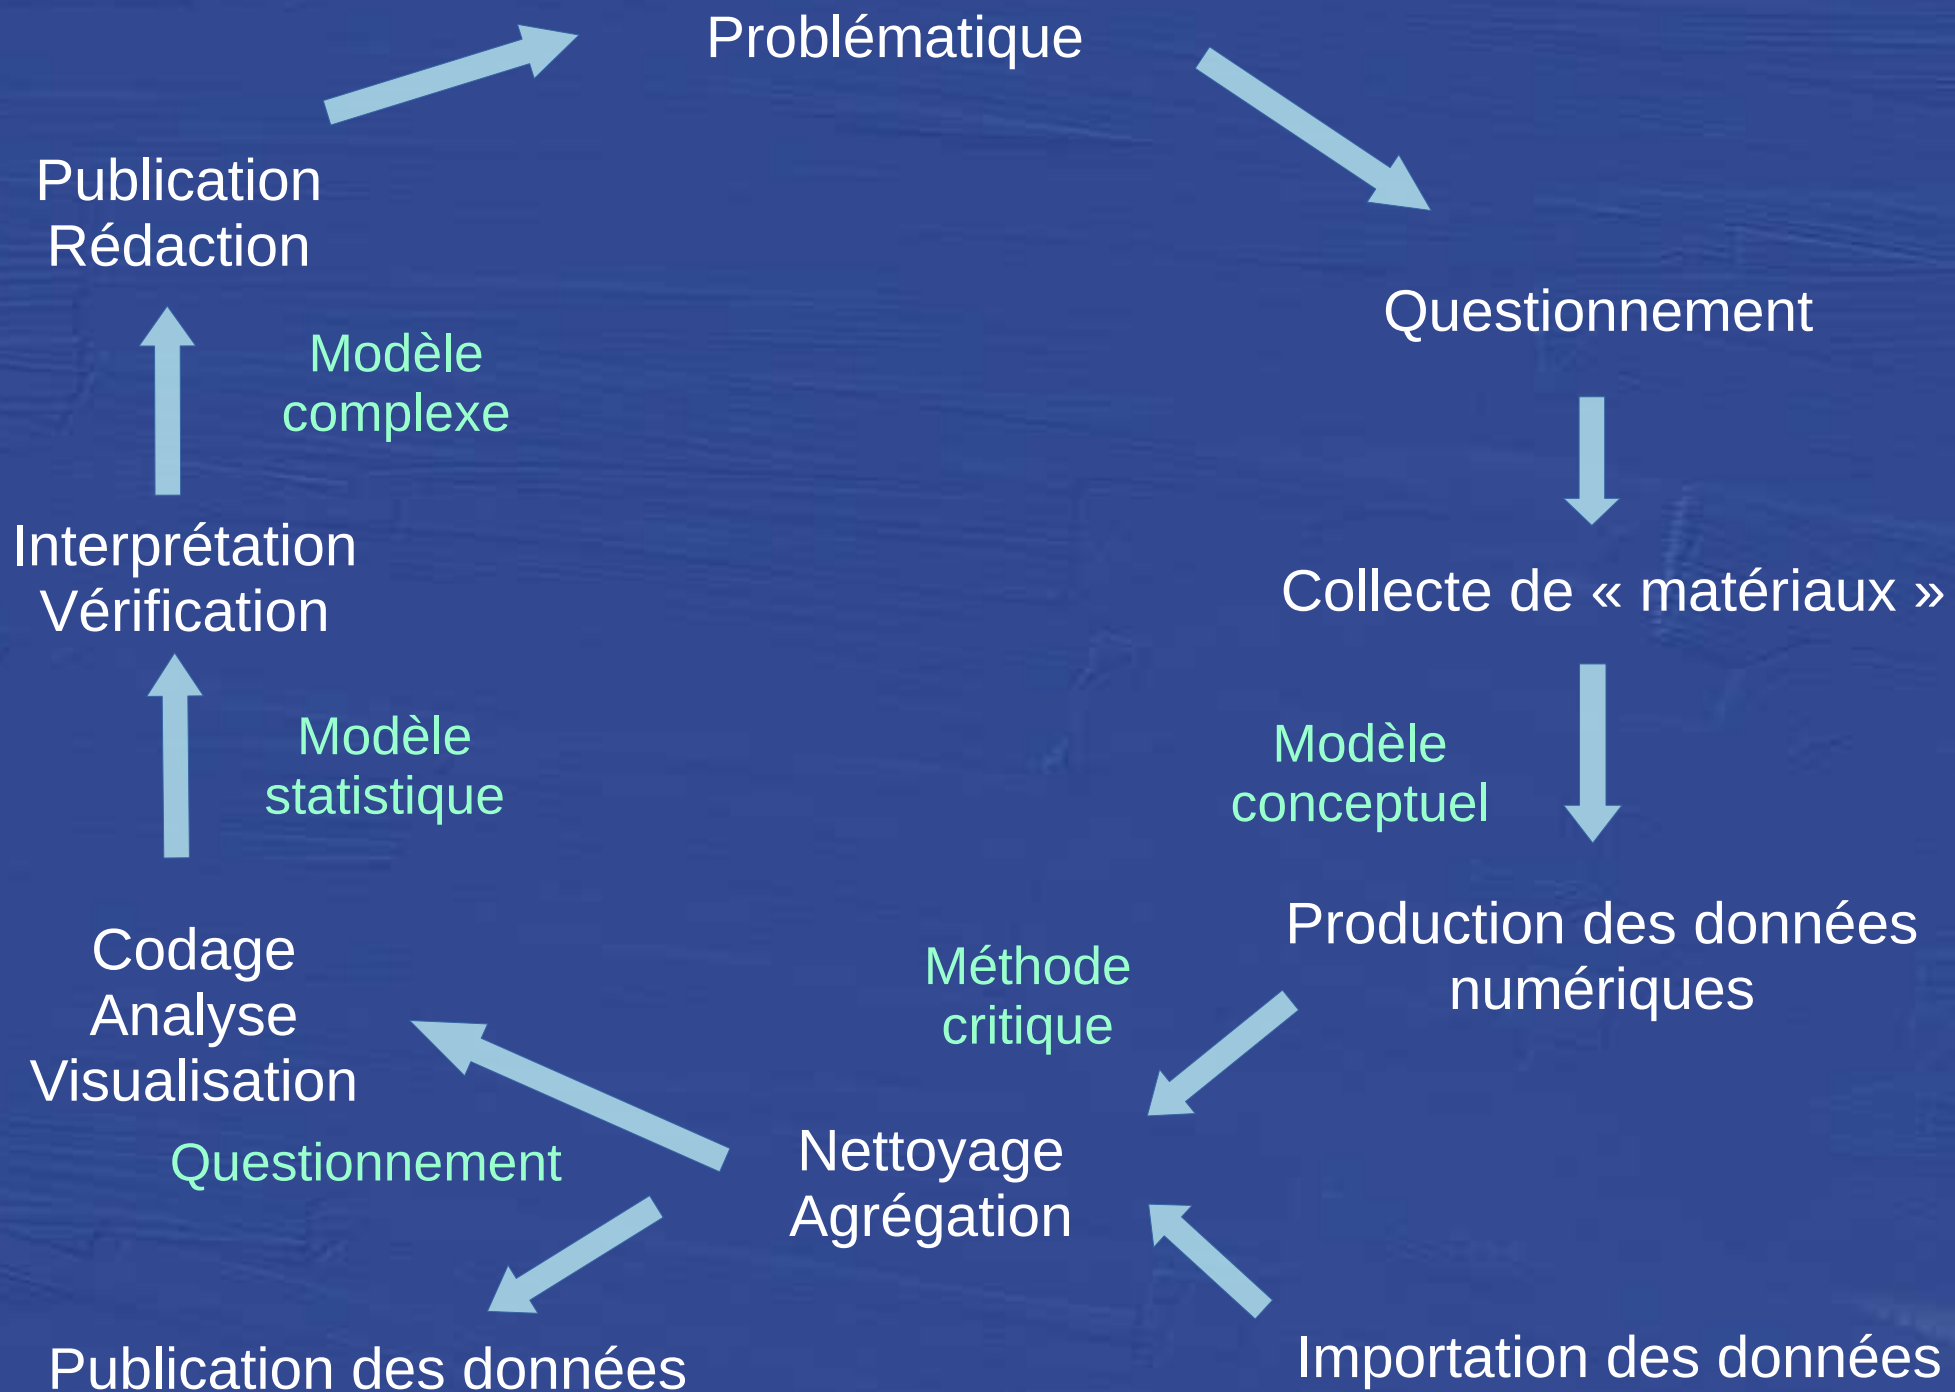 Problématique
Publication
Rédaction
Questionnement
Modèle
complexe
Interprétation
Vérification
Collecte de « matériaux »
Modèle
statistique
Modèle
conceptuel
Production des données
numériques
Codage
Analyse
Visualisation
Méthode
critique
Questionnement
Nettoyage
Agrégation
Publication des données
Importation des données